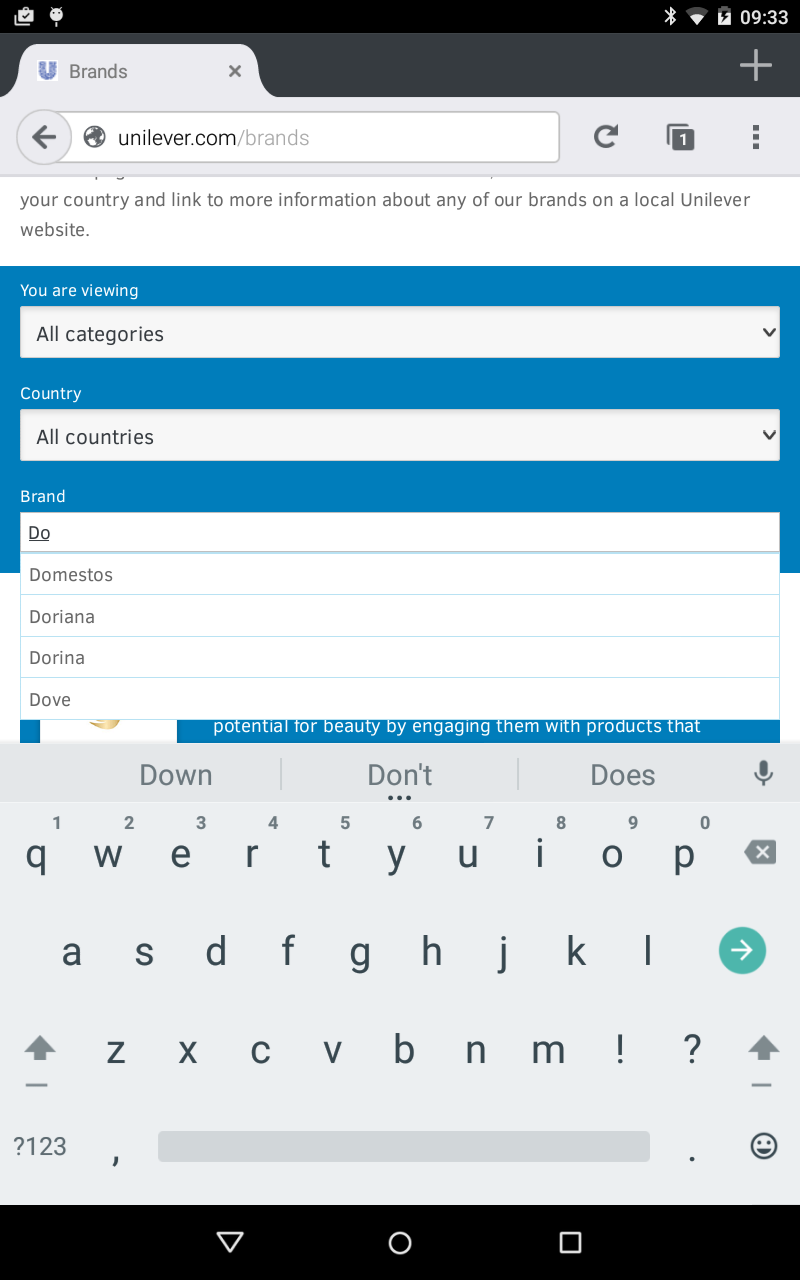 09:33
Brands
unilever.com/brands
1
your country and link to more information about any of our brands on a local Unilever
website.
You are viewing
All categories
Country
All countries
Brand
Do
Domestos
Doriana
Dorina
Dove
potential for beauty by engaging them with products that
Down Don't Does
1 2 3 4 5 6 7 8 9 0
q w e r t y u i o p
a s d f g h j k l
z x c v b n m ! ?
?123 , .